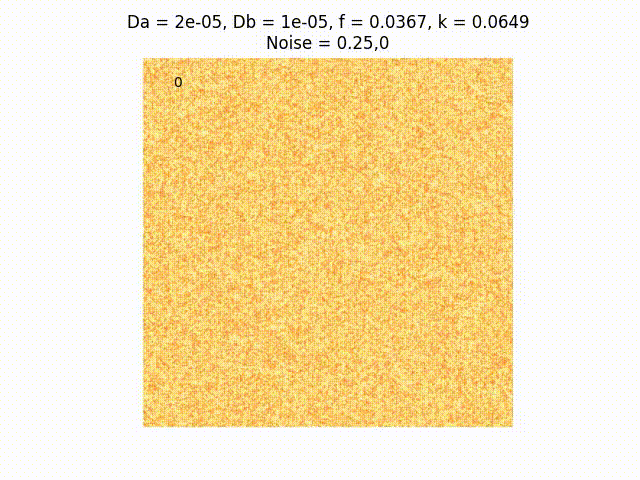 Da = 2e-05, Db = 1e-05, f = 0.0367, k = 0.0649
Noise = 0.25,0
0